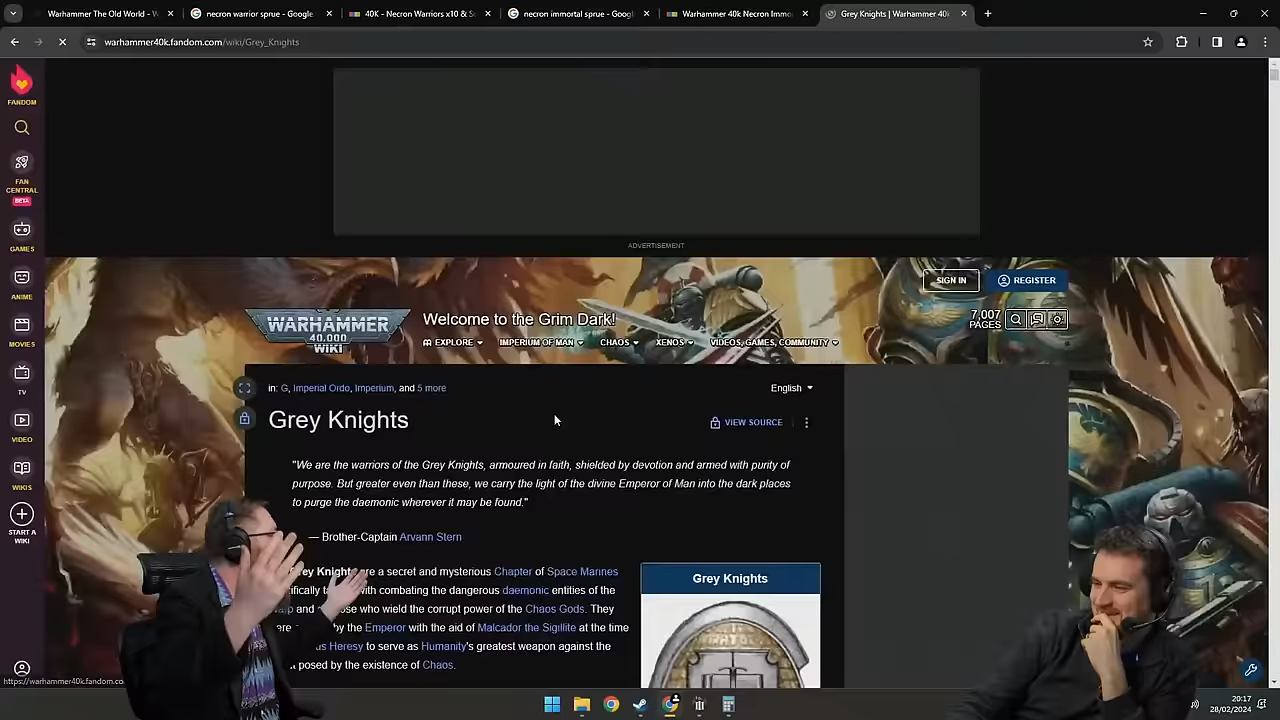 Warhammer The Old World - W
necron warrior sprue - Google
40K - Necron Warriors x10 & S
necron immortal sprue - Goog
Warhammer 40k Necron Immo
Grey Knights | Warhammer 40k
warhammer40k.fandom.com/wiki/Grey_Knights
FANDOM
FAN CENTRAL
BETA
GAMES
ANIME
MOVIES
TV
VIDEO
WIKIS
START A WIKI
ADVERTISEMENT
SIGN IN
REGISTER
WARHAMMER
40,000
WIKI
Welcome to the Grim Dark!
7,007
PAGES
EXPLORE IMPERIUM OF MAN CHAOS XENOS VIDEOS, GAMES, COMMUNITY
in: G, Imperial Ordo, Imperium, and 5 more
English
Grey Knights
VIEW SOURCE
"We are the warriors of the Grey Knights, armoured in faith, shielded by devotion and armed with purity of
purpose. But greater even than these, we carry the light of the divine Emperor of Man into the dark places
to purge the daemonic wherever it may be found."
— Brother-Captain Arvann Stern
rey Knights are a secret and mysterious Chapter of Space Marines
with combating the dangerous daemonic entities of the
and those who wield the corrupt power of the Chaos Gods. They
ere by the Emperor with the aid of Malcador the Sigillite at the time
us Heresy to serve as Humanity's greatest weapon against the
t posed by the existence of Chaos.
Grey Knights
https://warhammer40k.fandom.co
20:17
28/02/2024